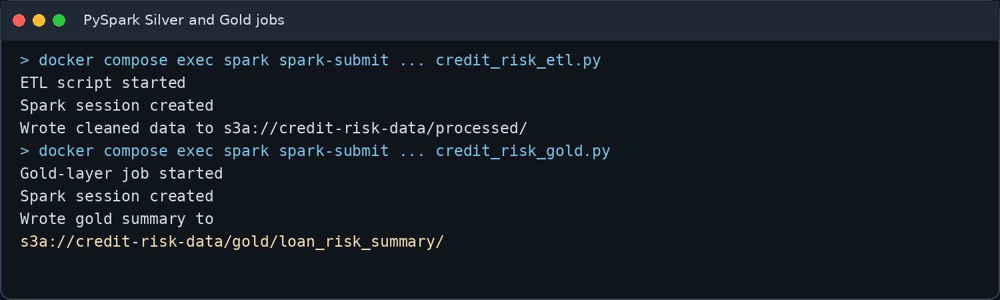 PySpark Silver and Gold jobs
> docker compose exec spark spark-submit ... credit_risk_etl.py
ETL script started
Spark session created
Wrote cleaned data to s3a://credit-risk-data/processed/
> docker compose exec spark spark-submit ... credit_risk_gold.py
Gold-layer job started
Spark session created
Wrote gold summary to
s3a://credit-risk-data/gold/loan_risk_summary/